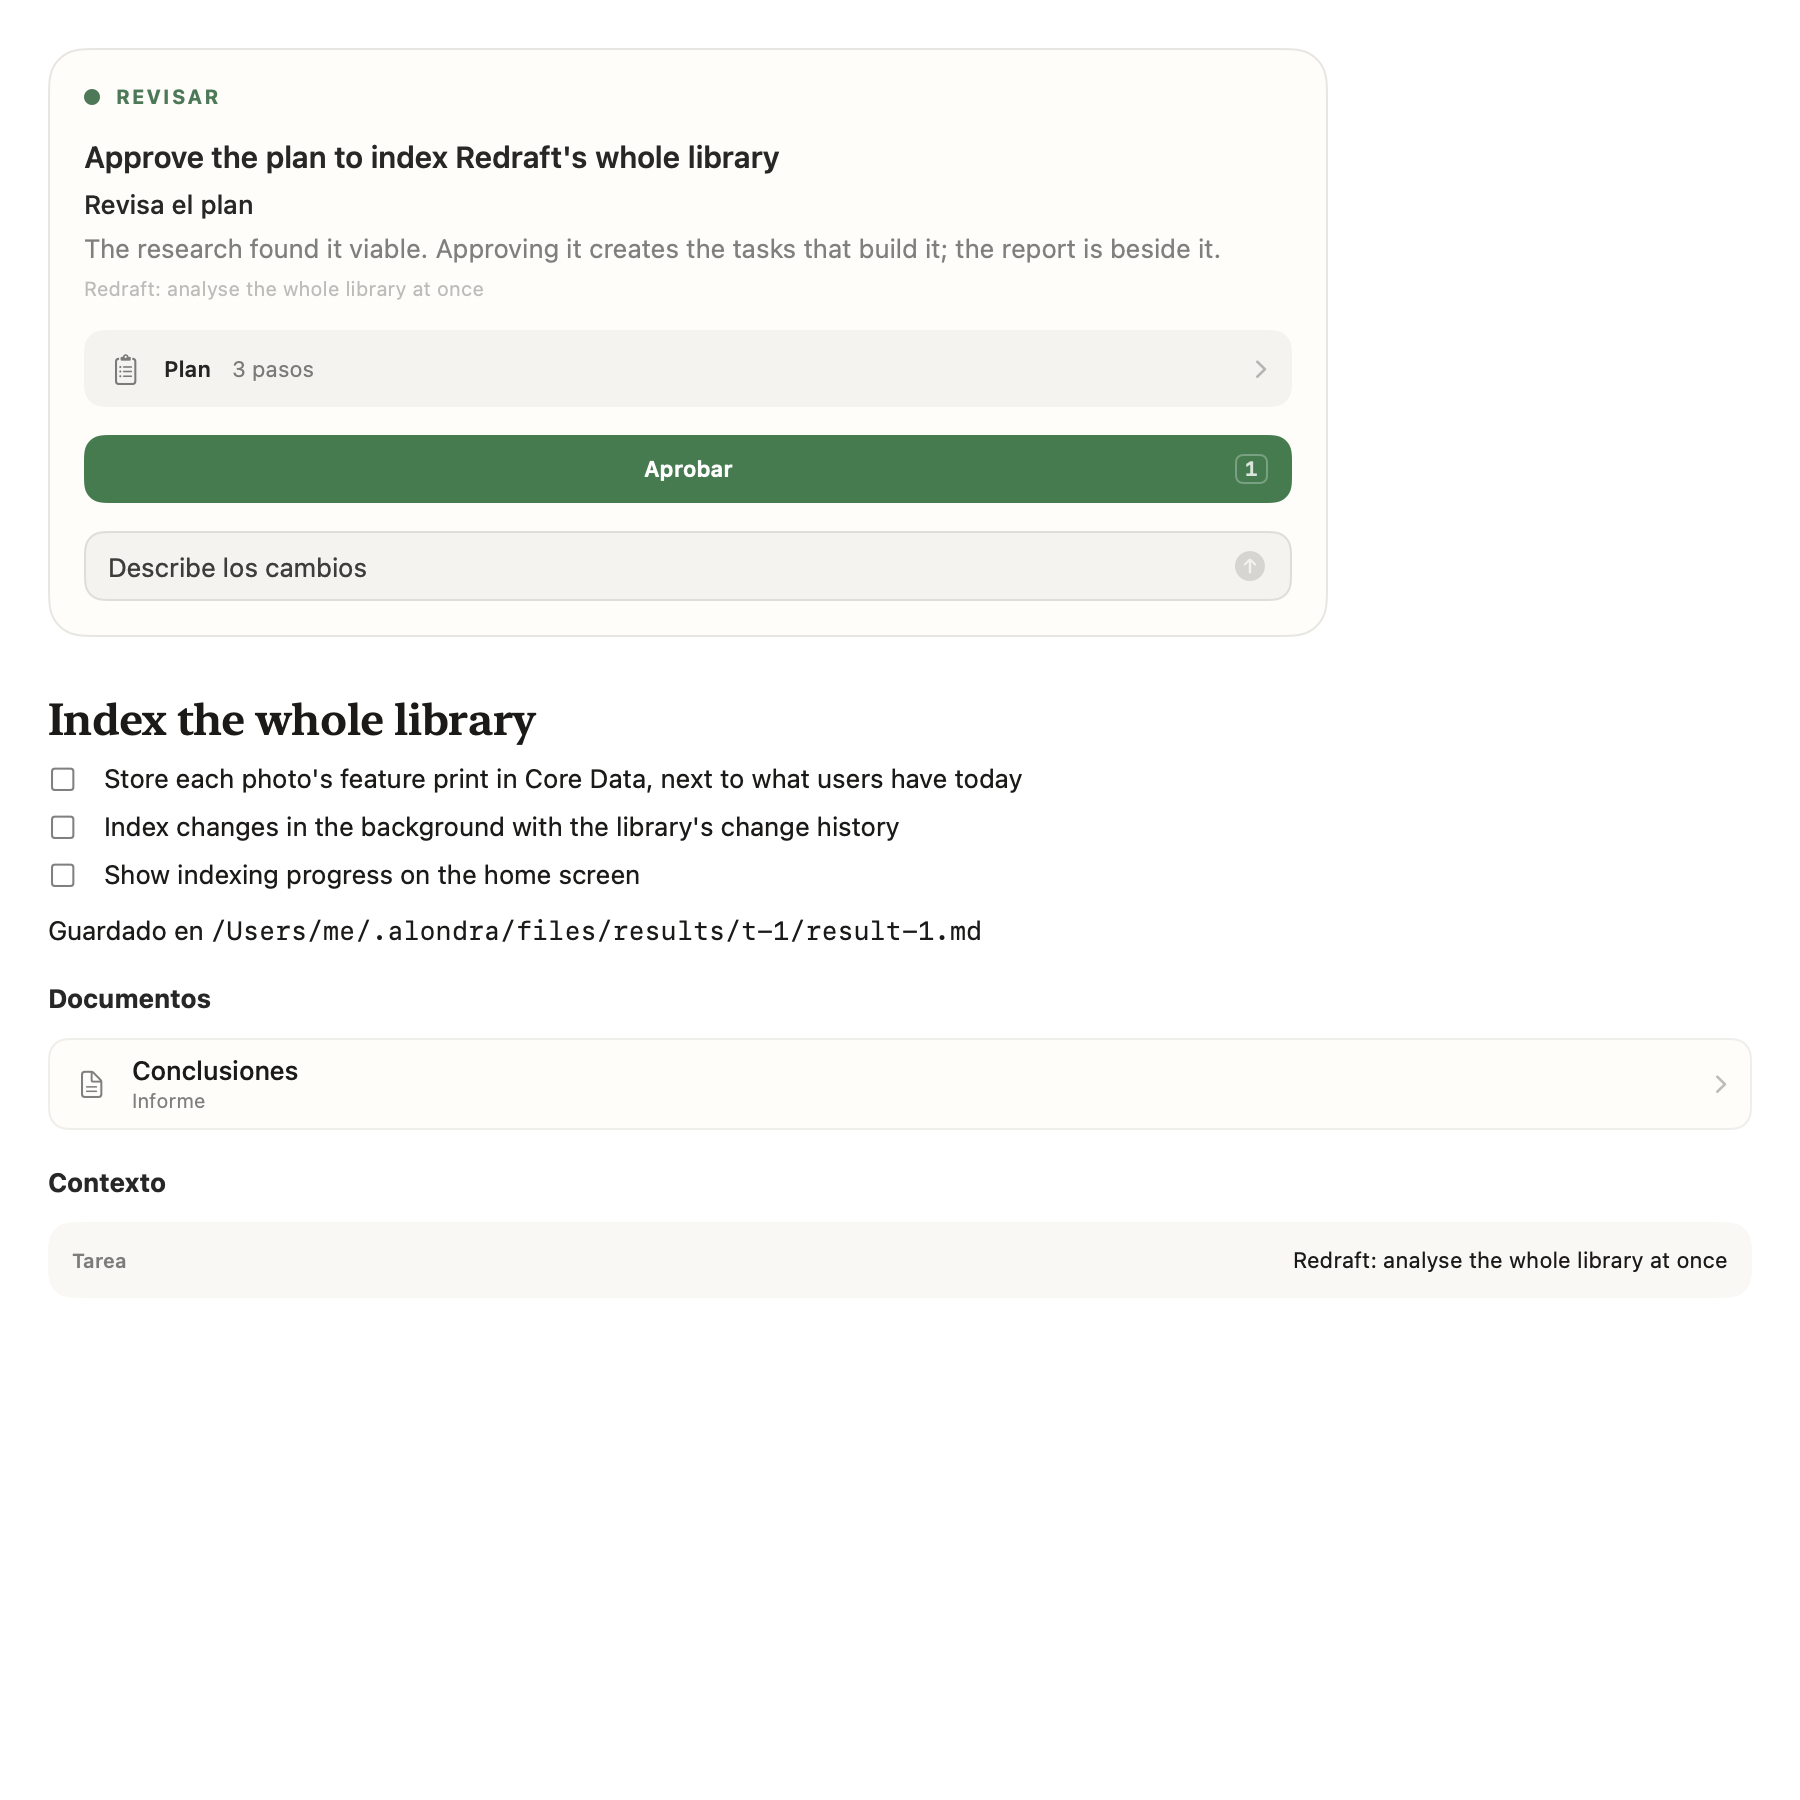 REVISAR
Approve the plan to index Redraft's whole library
Revisa el plan
The research found it viable. Approving it creates the tasks that build it; the report is beside it.
Redraft: analyse the whole library at once
Plan 3 pasos
Aprobar 1
Describe los cambios
Index the whole library
Store each photo's feature print in Core Data, next to what users have today
Index changes in the background with the library's change history
Show indexing progress on the home screen
Guardado en /Users/me/.alondra/files/results/t-1/result-1.md
Documentos
Conclusiones
Informe
Contexto
Tarea Redraft: analyse the whole library at once